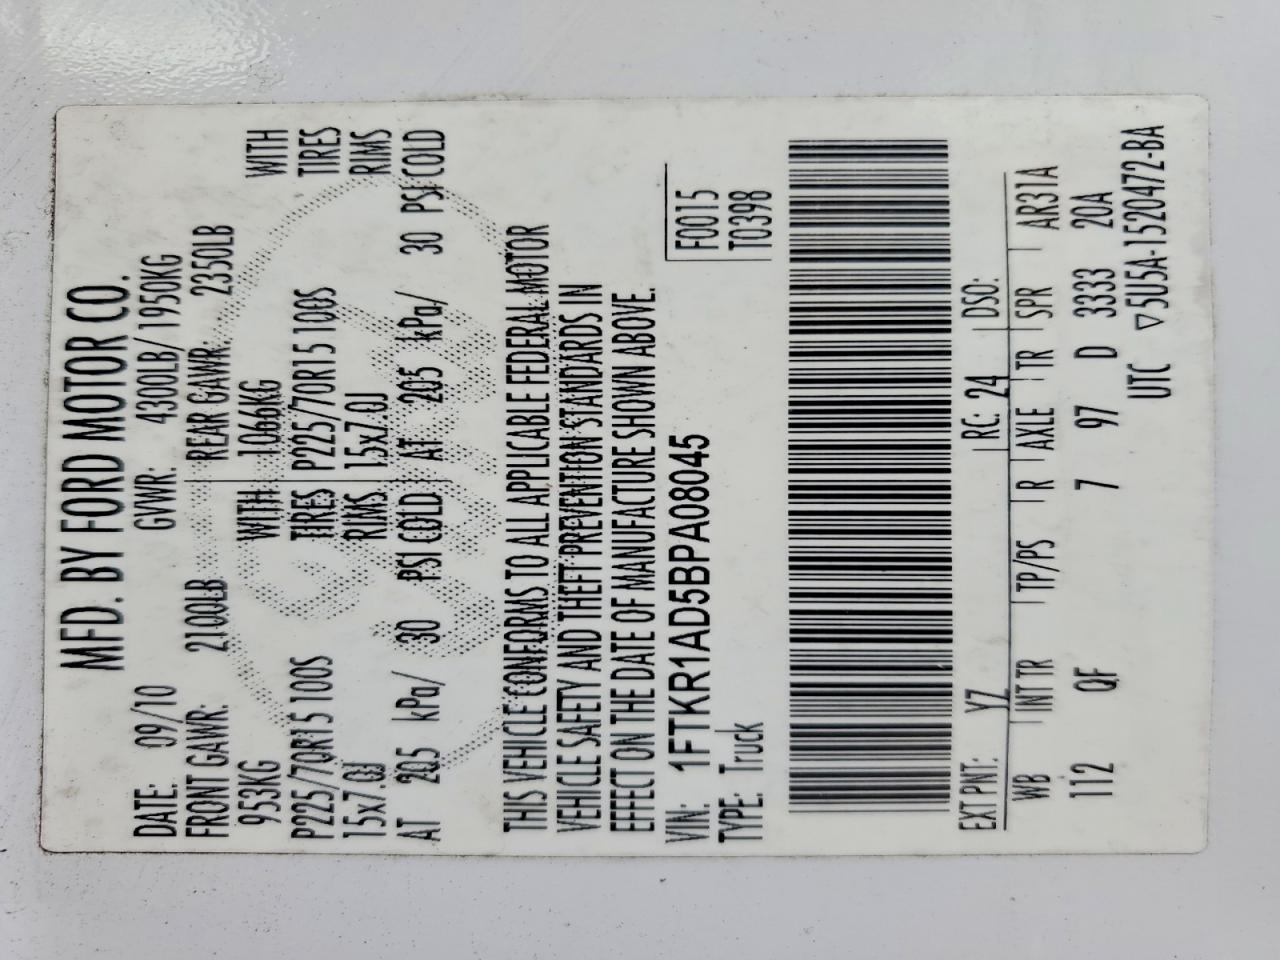 MFD. BY FORD MOTOR CO.
DATE: 09/10 GVWR: 4300LB/ 1950KG
FRONT GAWR: 2100LB REAR GAWR: 2350LB
953KG WITH 1066KG WITH
P225/70R15 100S TIRES P225/70R15 100S TIRES
15x7.0J RIMS 15x7.0J RIMS
AT 205 kPa/ 30 PSI COLD AT 205 kPa/ 30 PSI COLD
THIS VEHICLE CONFORMS TO ALL APPLICABLE FEDERAL MOTOR
VEHICLE SAFETY AND THEFT PREVENTION STANDARDS IN
EFFECT ON THE DATE OF MANUFACTURE SHOWN ABOVE.
VIN: 1FTKR1AD5BPA08045 F0015
TYPE: Truck T0398
EXT PNT: YZ RC: 24 DSO:
WB INT TR TP/PS R AXLE TR SPR AR31A
112 QF 7 97 D 3333 20A
UTC ▽5U5A-1520472-BA